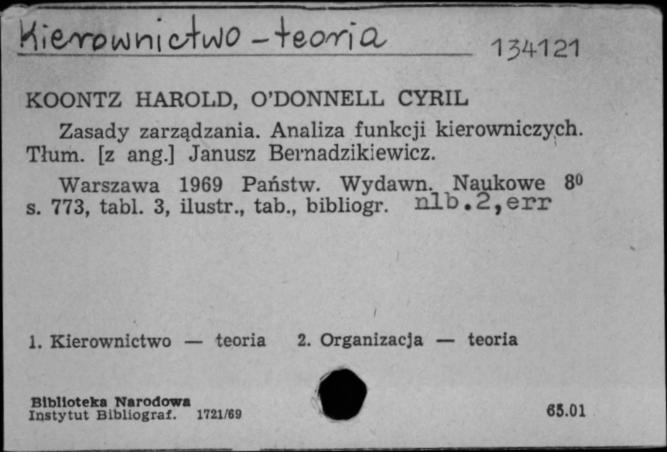 Kierownictwo – teoria 134121
KOONTZ HAROLD, O'DONNELL CYRIL
Zasady zarządzania. Analiza funkcji kierowniczych.
Tłum. [z ang.] Janusz Bernadzikiewicz.
Warszawa 1969 Państw. Wydawn. Naukowe 8⁰
s. 773, tabl. 3, ilustr., tab., bibliogr. nlb.2,err
1. Kierownictwo — teoria 2. Organizacja — teoria
Biblioteka Narodowa
Instytut Bibliograf. 1721/69 65.01